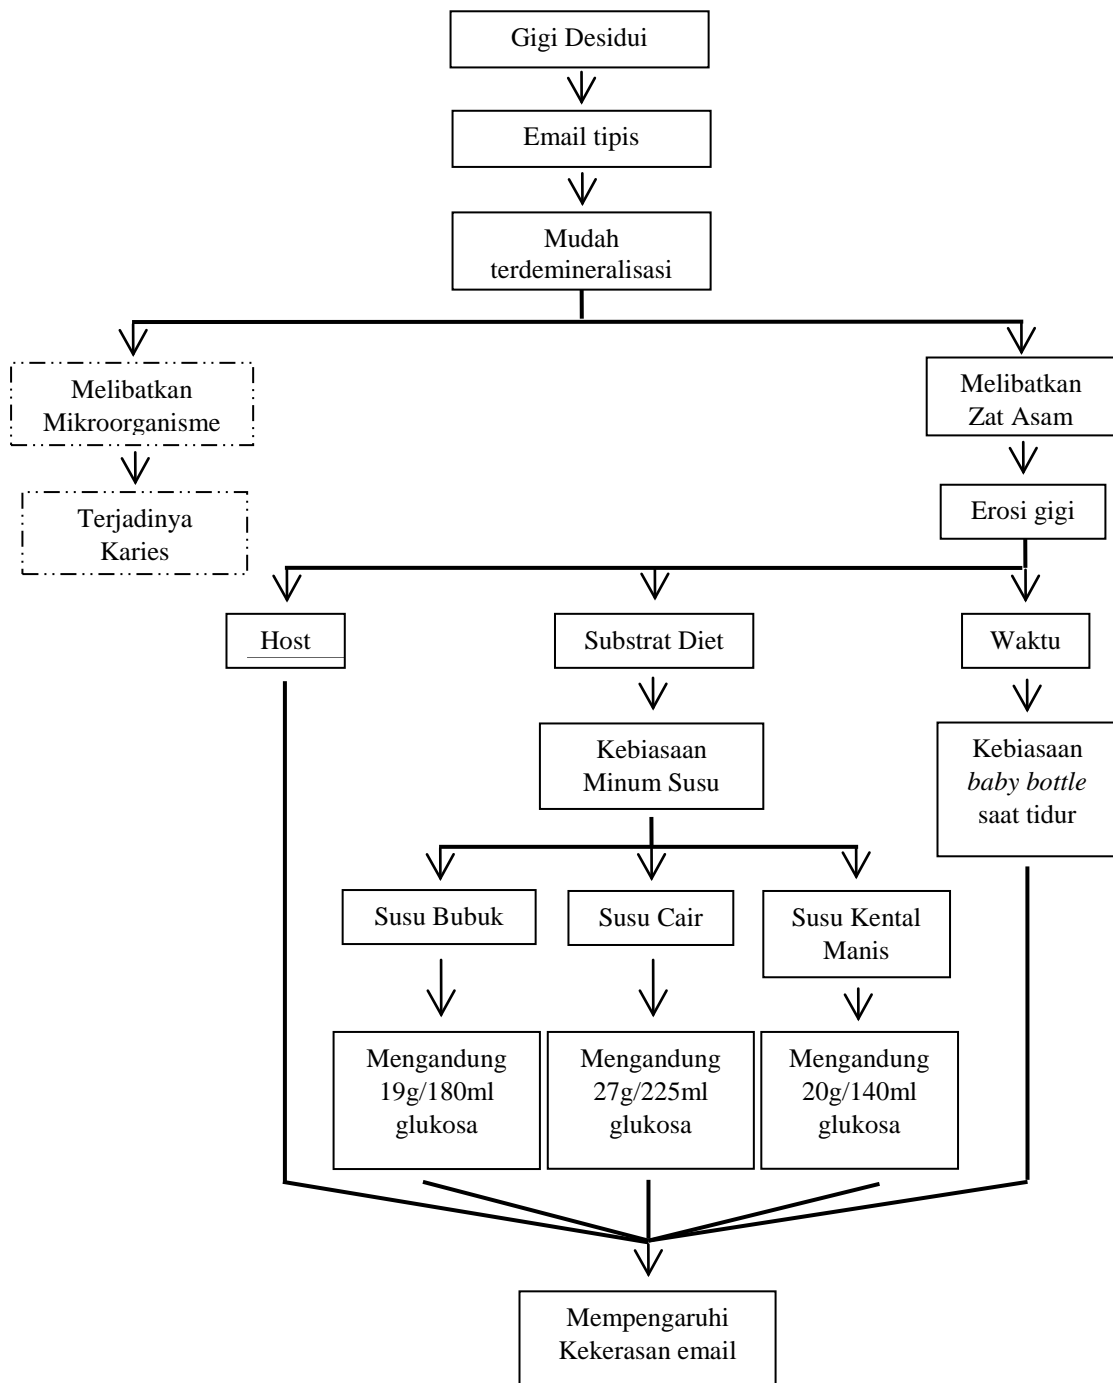 Gigi Desidui
Email tipis
Mudah
terdemineralisasi
Melibatkan
Mikroorganisme
Melibatkan
Zat Asam
Terjadinya
Karies
Erosi gigi
Host
Substrat Diet
Waktu
Kebiasaan
Minum Susu
Kebiasaan
baby bottle
saat tidur
Susu Bubuk
Susu Cair
Susu Kental
Manis
Mengandung
19g/180ml
glukosa
Mengandung
27g/225ml
glukosa
Mengandung
20g/140ml
glukosa
Mempengaruhi
Kekerasan email